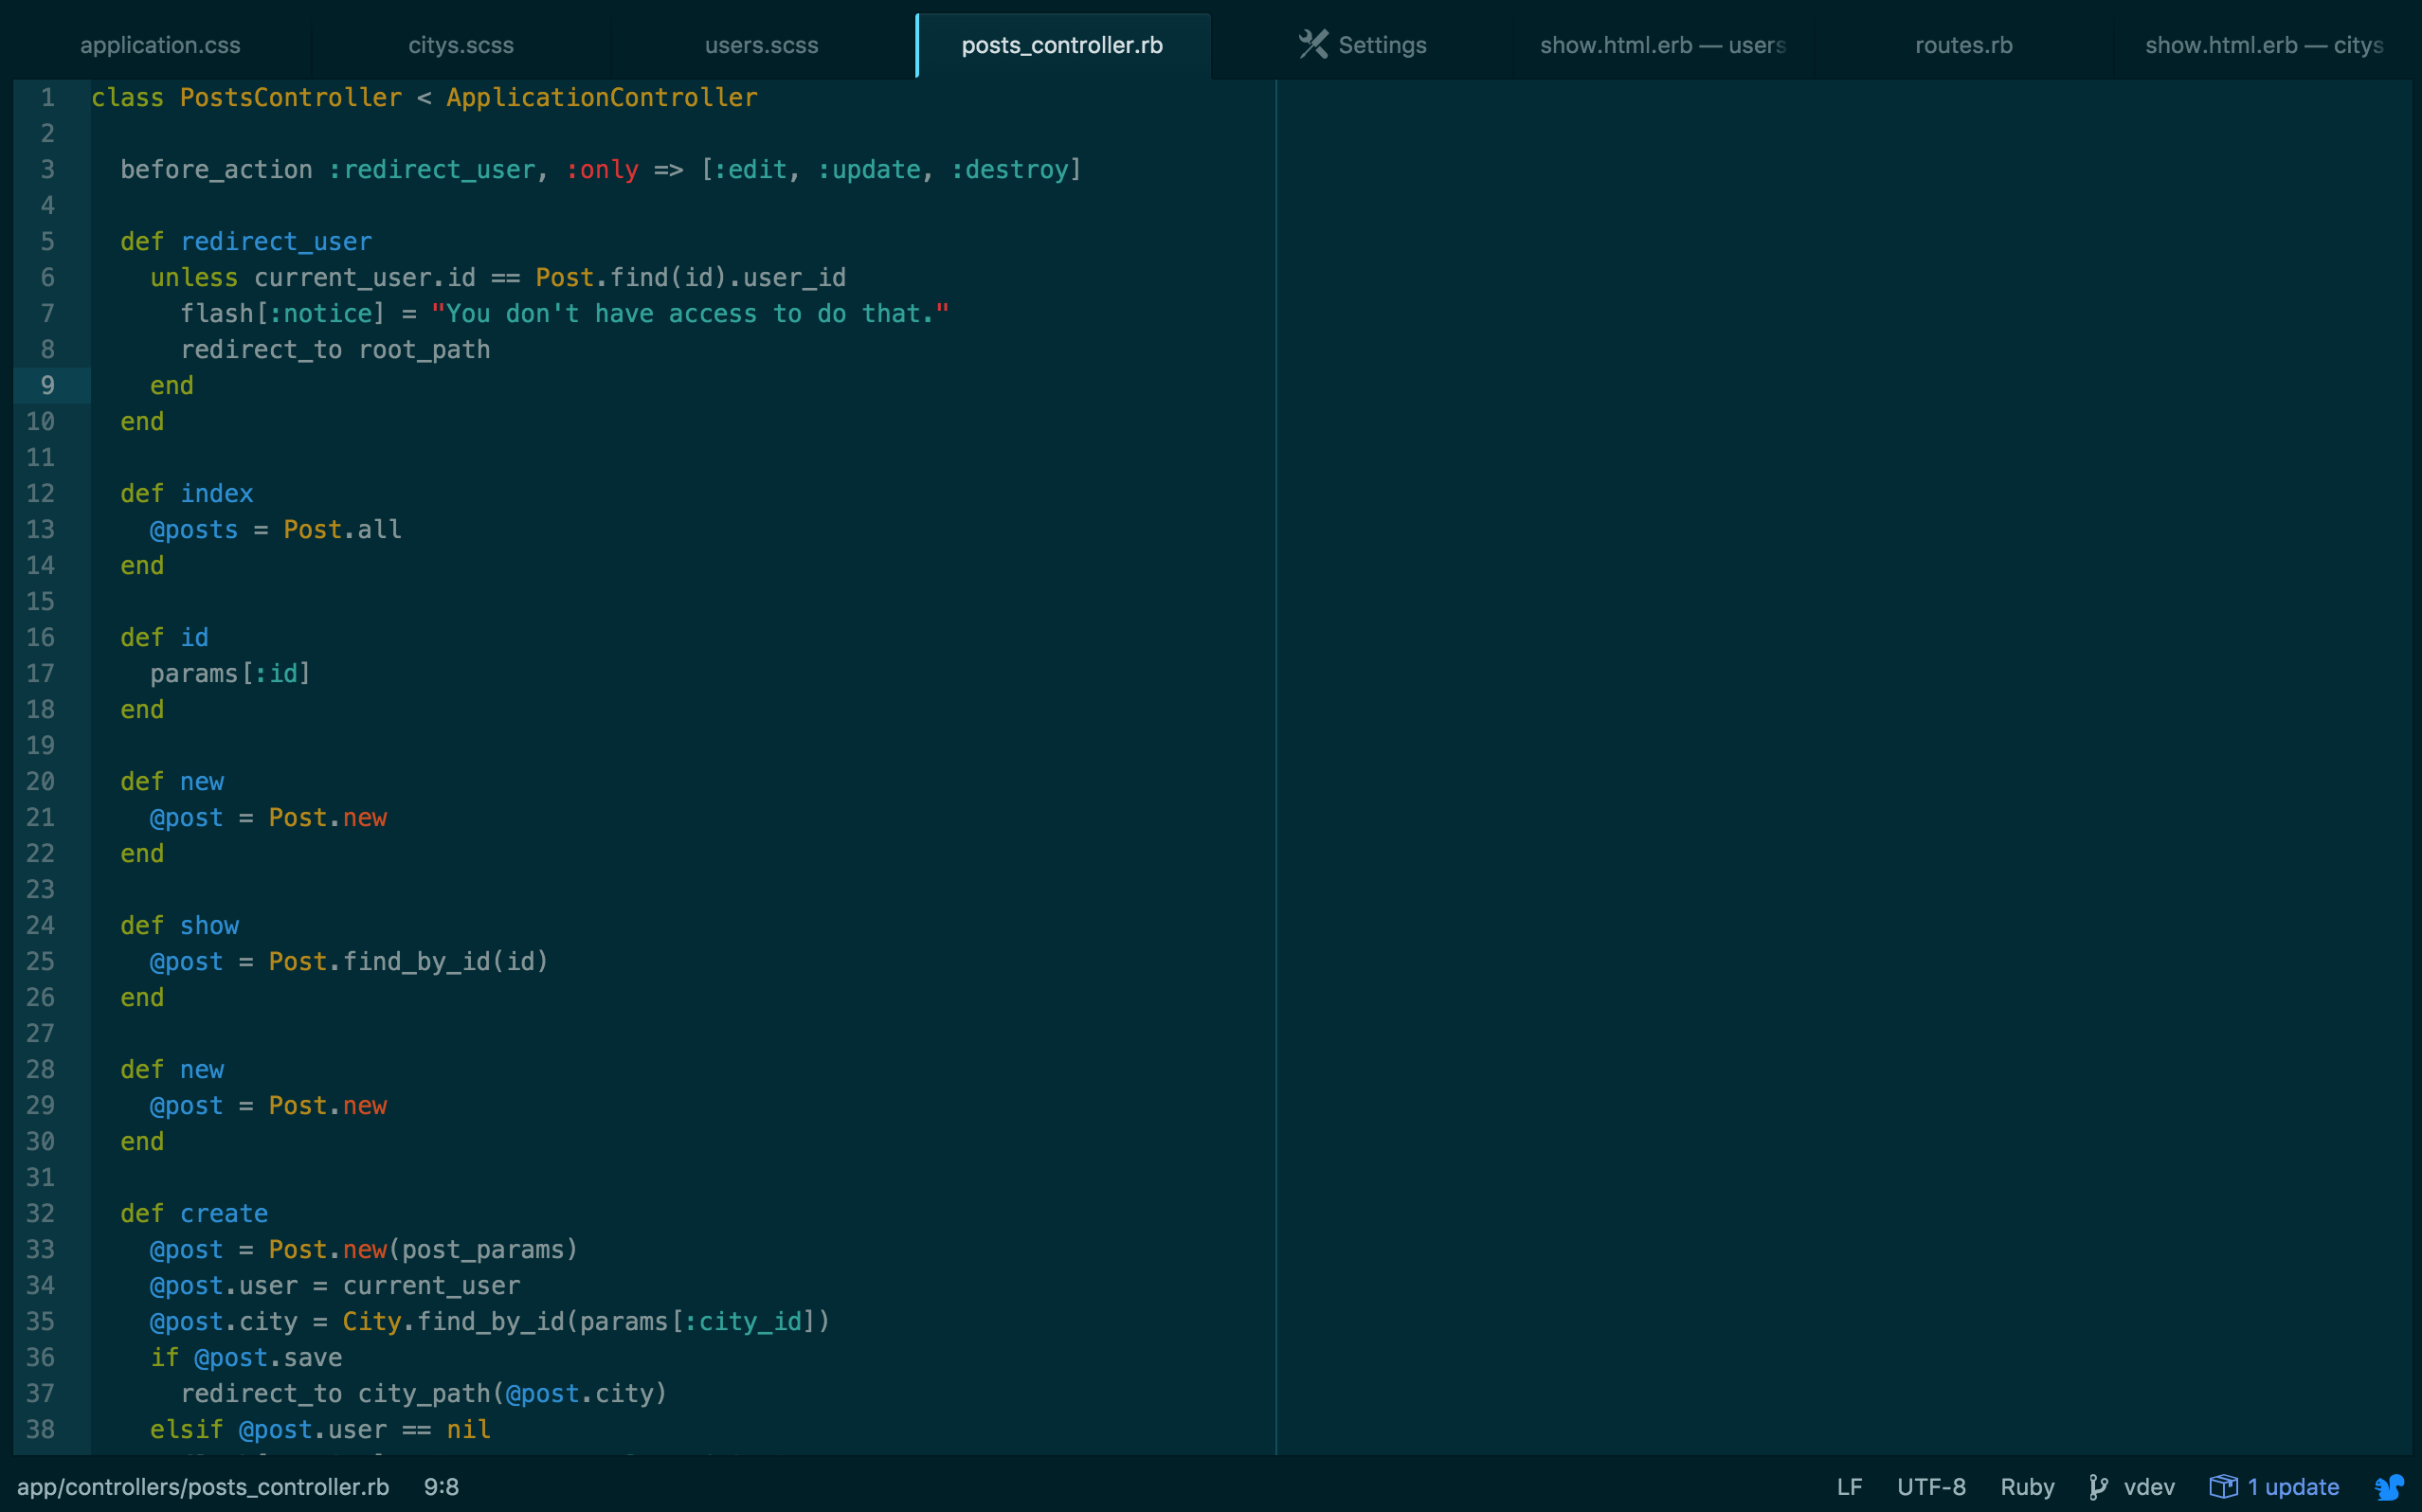 application.css citys.scss users.scss posts_controller.rb Settings show.html.erb — users routes.rb show.html.erb — citys
1 class PostsController < ApplicationController
2
3   before_action :redirect_user, :only => [:edit, :update, :destroy]
4
5   def redirect_user
6     unless current_user.id == Post.find(id).user_id
7       flash[:notice] = "You don't have access to do that."
8       redirect_to root_path
9     end
10   end
11
12   def index
13     @posts = Post.all
14   end
15
16   def id
17     params[:id]
18   end
19
20   def new
21     @post = Post.new
22   end
23
24   def show
25     @post = Post.find_by_id(id)
26   end
27
28   def new
29     @post = Post.new
30   end
31
32   def create
33     @post = Post.new(post_params)
34     @post.user = current_user
35     @post.city = City.find_by_id(params[:city_id])
36     if @post.save
37       redirect_to city_path(@post.city)
38     elsif @post.user == nil
app/controllers/posts_controller.rb 9:8 LF UTF-8 Ruby vdev 1 update